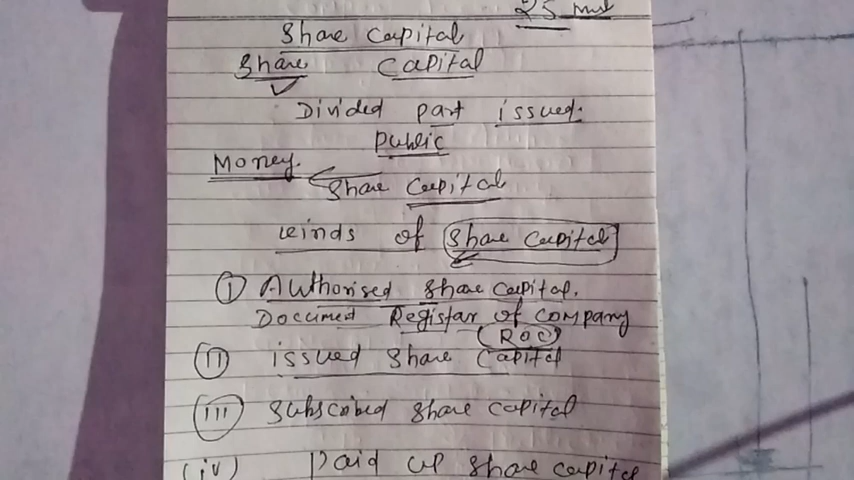 25
Share Capital
Share Capital
Divided part issued.
Public
Money.
Share Capital
kinds of Share Capital
(i) Authorised Share Capital.
Document Registar of Company
(ROC)
(ii) issued Share Capital
(iii) Subscribed Share Capital
(iv) Paid up Share Capital